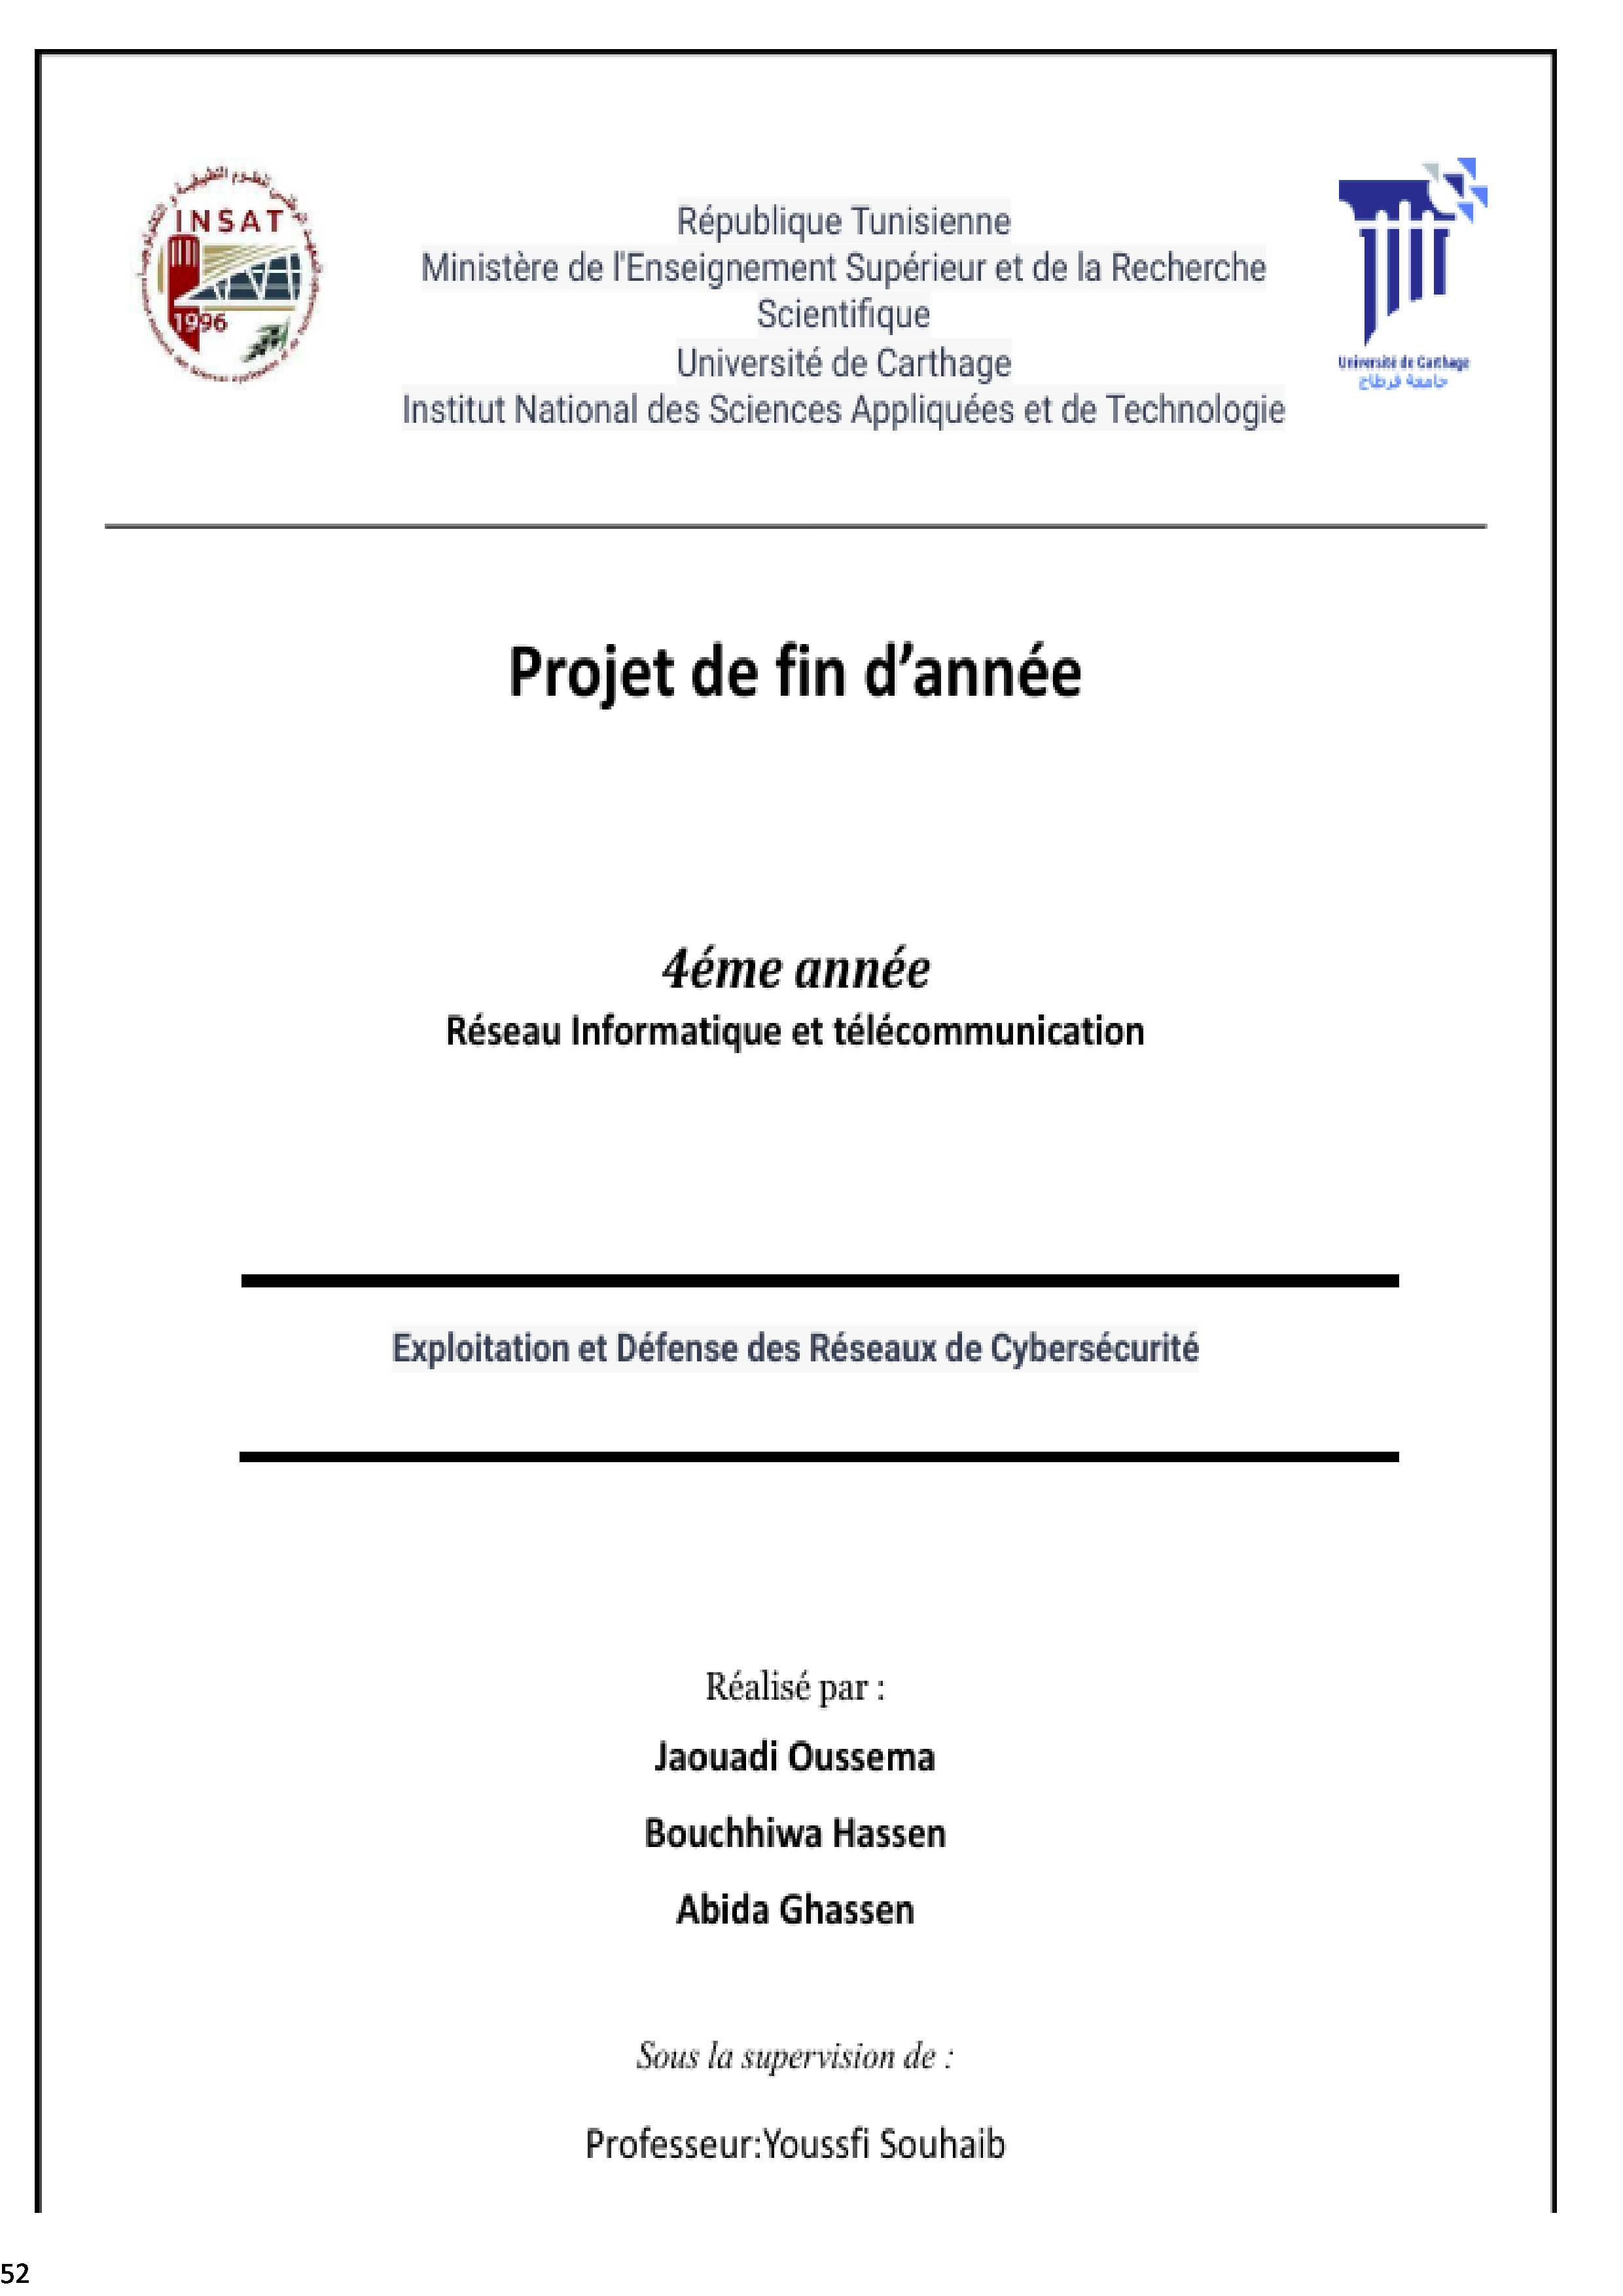 INSAT
1996
République Tunisienne
Ministère de l'Enseignement Supérieur et de la Recherche
Scientifique
Université de Carthage
Institut National des Sciences Appliquées et de Technologie
Université de Carthage
جامعة قرطاج
Projet de fin d’année
4éme année
Réseau Informatique et télécommunication
Exploitation et Défense des Réseaux de Cybersécurité
Réalisé par :
Jaouadi Oussema
Bouchhiwa Hassen
Abida Ghassen
Sous la supervision de :
Professeur:Youssfi Souhaib
52